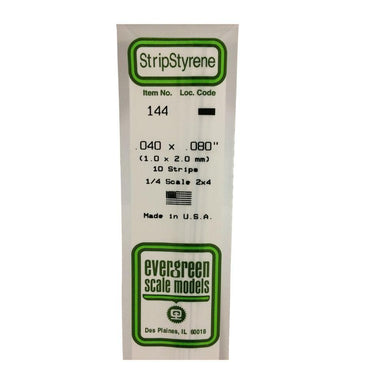 StripStyrene
Item No. Loc. Code
144
.040 x .080"
(1.0 x 2.0 mm)
10 Strips
1/4 Scale 2x4
Made in U.S.A.
evergreen
scale models
Des Plaines, IL 60018